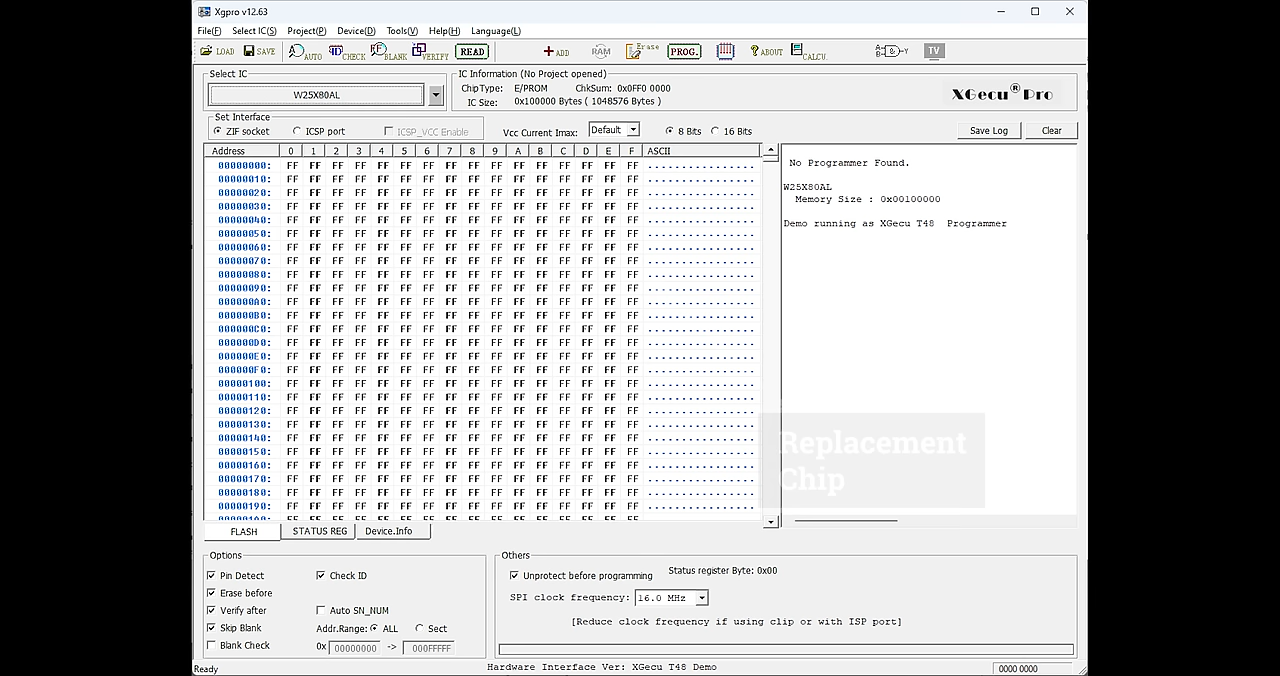 Xgpro v12.63
File(F) Select IC(S) Project(P) Device(D) Tools(V) Help(H) Language(L)
LOAD SAVE AUTO CHECK BLANK VERIFY READ ADD RAM Erase PROG. ABOUT CALCU. TV
Select IC
W25X80AL
IC Information (No Project opened)
ChipType: E/PROM ChkSum: 0x0FF0 0000
IC Size: 0x100000 Bytes ( 1048576 Bytes )
XGecu® Pro
Set Interface
ZIF socket ICSP port ICSP_VCC Enable
Vcc Current Imax: Default 8 Bits 16 Bits
Save Log Clear
Address 0 1 2 3 4 5 6 7 8 9 A B C D E F ASCII
00000000: FF FF FF FF FF FF FF FF FF FF FF FF FF FF FF FF ................
00000010: FF FF FF FF FF FF FF FF FF FF FF FF FF FF FF FF ................
00000020: FF FF FF FF FF FF FF FF FF FF FF FF FF FF FF FF ................
00000030: FF FF FF FF FF FF FF FF FF FF FF FF FF FF FF FF ................
00000040: FF FF FF FF FF FF FF FF FF FF FF FF FF FF FF FF ................
00000050: FF FF FF FF FF FF FF FF FF FF FF FF FF FF FF FF ................
00000060: FF FF FF FF FF FF FF FF FF FF FF FF FF FF FF FF ................
00000070: FF FF FF FF FF FF FF FF FF FF FF FF FF FF FF FF ................
00000080: FF FF FF FF FF FF FF FF FF FF FF FF FF FF FF FF ................
00000090: FF FF FF FF FF FF FF FF FF FF FF FF FF FF FF FF ................
000000A0: FF FF FF FF FF FF FF FF FF FF FF FF FF FF FF FF ................
000000B0: FF FF FF FF FF FF FF FF FF FF FF FF FF FF FF FF ................
000000C0: FF FF FF FF FF FF FF FF FF FF FF FF FF FF FF FF ................
000000D0: FF FF FF FF FF FF FF FF FF FF FF FF FF FF FF FF ................
000000E0: FF FF FF FF FF FF FF FF FF FF FF FF FF FF FF FF ................
000000F0: FF FF FF FF FF FF FF FF FF FF FF FF FF FF FF FF ................
00000100: FF FF FF FF FF FF FF FF FF FF FF FF FF FF FF FF ................
00000110: FF FF FF FF FF FF FF FF FF FF FF FF FF FF FF FF ................
00000120: FF FF FF FF FF FF FF FF FF FF FF FF FF FF FF FF ................
00000130: FF FF FF FF FF FF FF FF FF FF FF FF FF FF FF FF ................
00000140: FF FF FF FF FF FF FF FF FF FF FF FF FF FF FF FF ................
00000150: FF FF FF FF FF FF FF FF FF FF FF FF FF FF FF FF ................
00000160: FF FF FF FF FF FF FF FF FF FF FF FF FF FF FF FF ................
00000170: FF FF FF FF FF FF FF FF FF FF FF FF FF FF FF FF ................
00000180: FF FF FF FF FF FF FF FF FF FF FF FF FF FF FF FF ................
00000190: FF FF FF FF FF FF FF FF FF FF FF FF FF FF FF FF ................
No Programmer Found.
W25X80AL
Memory Size : 0x00100000
Demo running as XGecu T48 Programmer
Replacement
Chip
FLASH STATUS REG Device.Info
Options
Pin Detect Check ID
Erase before
Verify after Auto SN_NUM
Skip Blank Addr.Range: ALL Sect
Blank Check 0x 00000000 -> 000FFFFF
Others
Unprotect before programming Status register Byte: 0x00
SPI clock frequency: 16.0 MHz
[Reduce clock frequency if using clip or with ISP port]
Ready Hardware Interface Ver: XGecu T48 Demo 0000 0000